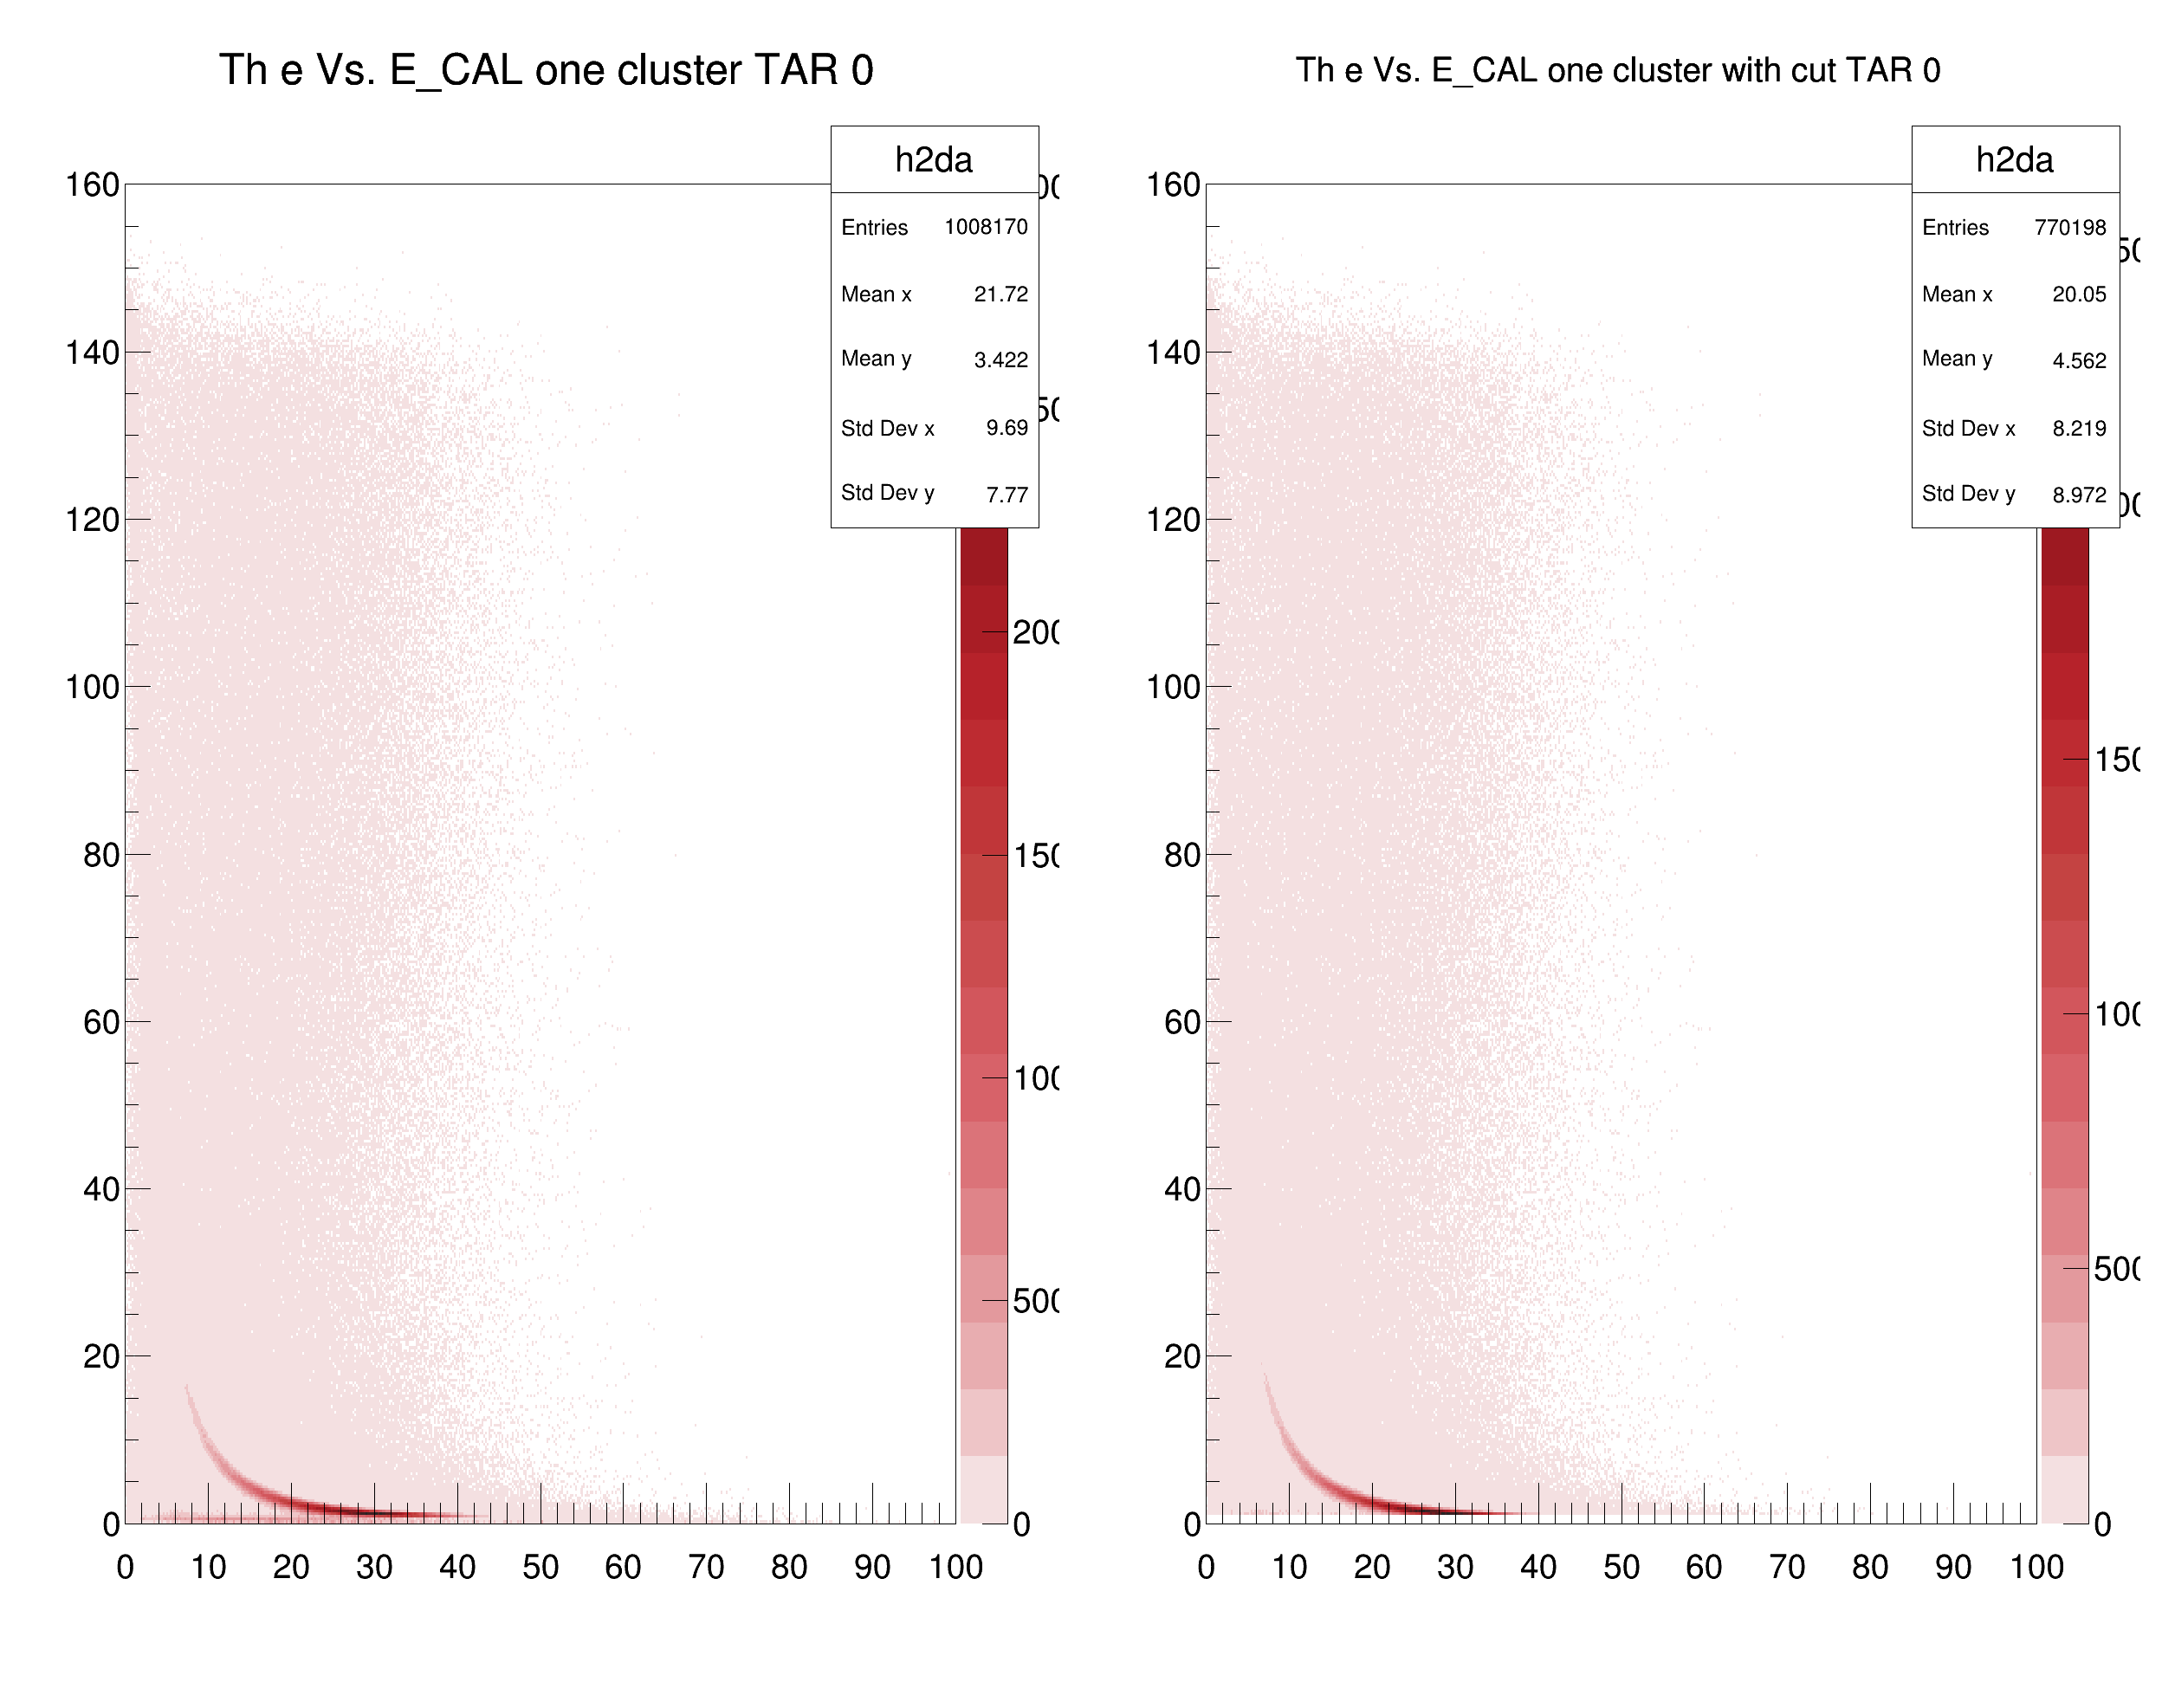 Th e Vs. E_CAL one cluster TAR 0
h2da
Entries 1008170
Mean x 21.72
Mean y 3.422
Std Dev x 9.69
Std Dev y 7.77
160
140
120
100
80
60
40
20
0
0 10 20 30 40 50 60 70 80 90 100
0
Th e Vs. E_CAL one cluster with cut TAR 0
h2da
Entries 770198
Mean x 20.05
Mean y 4.562
Std Dev x 8.219
Std Dev y 8.972
160
140
120
100
80
60
40
20
0
0 10 20 30 40 50 60 70 80 90 100
0